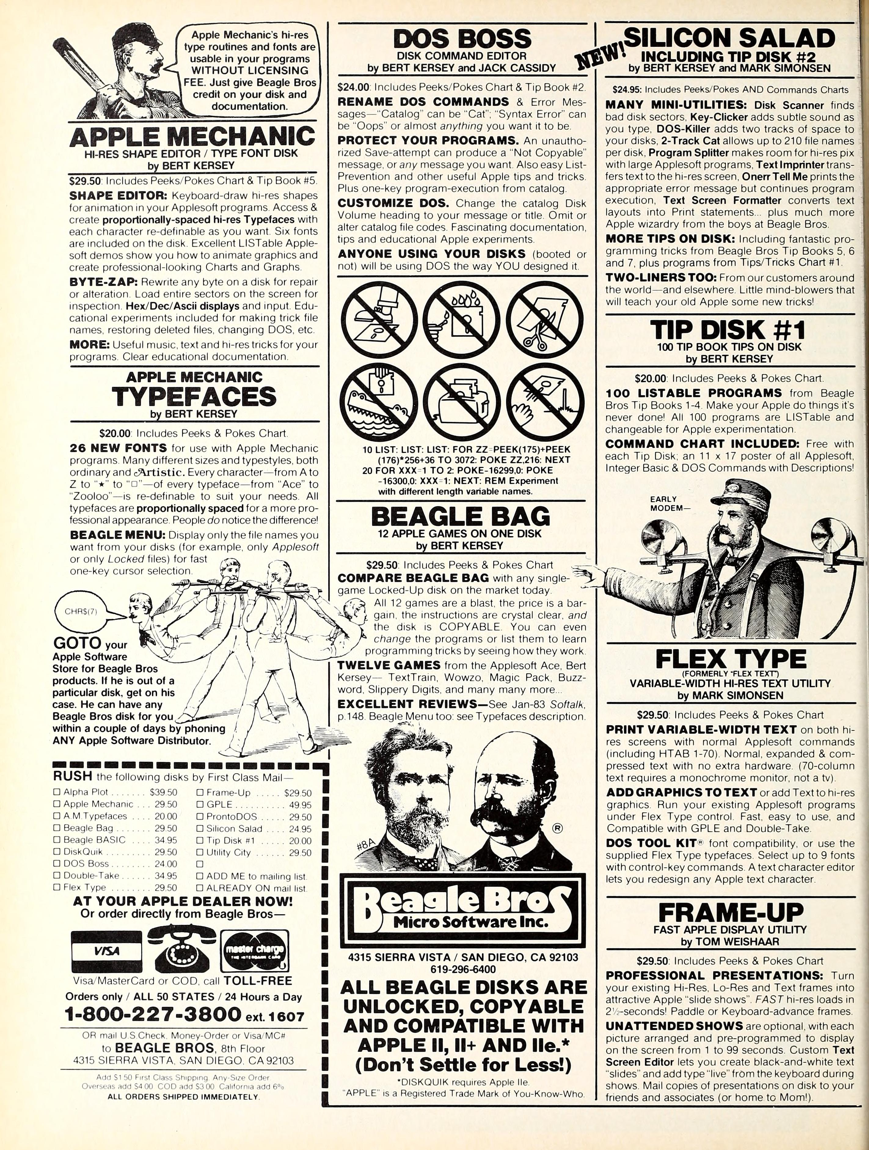 Apple Mechanic's hi-res
type routines and fonts are
usable in your programs
WITHOUT LICENSING
FEE. Just give Beagle Bros
credit on your disk and
documentation.
APPLE MECHANIC
HI-RES SHAPE EDITOR / TYPE FONT DISK
by BERT KERSEY
$29.50: Includes Peeks/Pokes Chart & Tip Book #5.
SHAPE EDITOR: Keyboard-draw hi-res shapes
for animation in your Applesoft programs. Access &
create proportionally-spaced hi-res Typefaces with
each character re-definable as you want. Six fonts
are included on the disk. Excellent LISTable Apple-
soft demos show you how to animate graphics and
create professional-looking Charts and Graphs.
BYTE-ZAP: Rewrite any byte on a disk for repair
or alteration. Load entire sectors on the screen for
inspection. Hex/Dec/Ascii displays and input. Edu-
cational experiments included for making trick file
names, restoring deleted files, changing DOS, etc.
MORE: Useful music, text and hi-res tricks for your
programs. Clear educational documentation.
APPLE MECHANIC
TYPEFACES
by BERT KERSEY
$20.00: Includes Peeks & Pokes Chart.
26 NEW FONTS for use with Apple Mechanic
programs. Many different sizes and typestyles, both
ordinary and Artistic. Every character—from A to
Z to "★" to "□"—of every typeface—from "Ace" to
"Zooloo"—is re-definable to suit your needs. All
typefaces are proportionally spaced for a more pro-
fessional appearance. People do notice the difference!
BEAGLE MENU: Display only the file names you
want from your disks (for example, only Applesoft
or only Locked files) for fast
one-key cursor selection.
CHR$(7)
GOTO your
Apple Software
Store for Beagle Bros
products. If he is out of a
particular disk, get on his
case. He can have any
Beagle Bros disk for you
within a couple of days by phoning
ANY Apple Software Distributor.
RUSH the following disks by First Class Mail—
□ Alpha Plot ...... $39.50 □ Frame-Up ..... $29.50
□ Apple Mechanic ... 29.50 □ GPLE ......... 49.95
□ A.M.Typefaces .... 20.00 □ ProntoDOS .... 29.50
□ Beagle Bag ....... 29.50 □ Silicon Salad ... 24.95
□ Beagle BASIC ..... 34.95 □ Tip Disk #1 .... 20.00
□ DiskQuik ......... 29.50 □ Utility City ...... 29.50
□ DOS Boss ........ 24.00 □
□ Double-Take ...... 34.95 □ ADD ME to mailing list.
□ Flex Type ........ 29.50 □ ALREADY ON mail list.
AT YOUR APPLE DEALER NOW!
Or order directly from Beagle Bros—
VISA
master charge
THE INTERBANK CARD
Visa/MasterCard or COD, call TOLL-FREE
Orders only / ALL 50 STATES / 24 Hours a Day
1-800-227-3800 ext. 1607
OR mail U.S.Check, Money-Order or Visa/MC#
to BEAGLE BROS, 8th Floor
4315 SIERRA VISTA, SAN DIEGO, CA 92103
Add $1.50 First Class Shipping, Any-Size Order
Overseas add $4.00 COD add $3.00 California add 6%
ALL ORDERS SHIPPED IMMEDIATELY.
DOS BOSS
DISK COMMAND EDITOR
by BERT KERSEY and JACK CASSIDY
$24.00: Includes Peeks/Pokes Chart & Tip Book #2.
RENAME DOS COMMANDS & Error Mes-
sages—"Catalog" can be "Cat"; "Syntax Error" can
be "Oops" or almost anything you want it to be.
PROTECT YOUR PROGRAMS. An unautho-
rized Save-attempt can produce a "Not Copyable"
message, or any message you want. Also easy List-
Prevention and other useful Apple tips and tricks.
Plus one-key program-execution from catalog.
CUSTOMIZE DOS. Change the catalog Disk
Volume heading to your message or title. Omit or
alter catalog file codes. Fascinating documentation,
tips and educational Apple experiments.
ANYONE USING YOUR DISKS (booted or
not) will be using DOS the way YOU designed it.
10 LIST: LIST: LIST: FOR ZZ=PEEK(175)+PEEK
(176)*256+36 TO 3072: POKE ZZ,216: NEXT
20 FOR XXX=1 TO 2: POKE-16299,0: POKE
-16300,0: XXX=1: NEXT: REM Experiment
with different length variable names.
BEAGLE BAG
12 APPLE GAMES ON ONE DISK
by BERT KERSEY
$29.50: Includes Peeks & Pokes Chart
COMPARE BEAGLE BAG with any single-
game Locked-Up disk on the market today.
All 12 games are a blast, the price is a bar-
gain, the instructions are crystal clear, and
the disk is COPYABLE. You can even
change the programs or list them to learn
programming tricks by seeing how they work.
TWELVE GAMES from the Applesoft Ace, Bert
Kersey— TextTrain, Wowzo, Magic Pack, Buzz-
word, Slippery Digits, and many many more...
EXCELLENT REVIEWS—See Jan-83 Softalk,
p.148. Beagle Menu too: see Typefaces description.
#8A
®
Beagle Bros
Micro Software Inc.
4315 SIERRA VISTA / SAN DIEGO, CA 92103
619-296-6400
ALL BEAGLE DISKS ARE
UNLOCKED, COPYABLE
AND COMPATIBLE WITH
APPLE II, II+ AND IIe.*
(Don't Settle for Less!)
*DISKQUIK requires Apple IIe.
"APPLE" is a Registered Trade Mark of You-Know-Who.
NEW!
SILICON SALAD
INCLUDING TIP DISK #2
by BERT KERSEY and MARK SIMONSEN
$24.95: Includes Peeks/Pokes AND Commands Charts
MANY MINI-UTILITIES: Disk Scanner finds
bad disk sectors, Key-Clicker adds subtle sound as
you type, DOS-Killer adds two tracks of space to
your disks, 2-Track Cat allows up to 210 file names
per disk, Program Splitter makes room for hi-res pix
with large Applesoft programs, Text Imprinter trans-
fers text to the hi-res screen, Onerr Tell Me prints the
appropriate error message but continues program
execution, Text Screen Formatter converts text
layouts into Print statements... plus much more
Apple wizardry from the boys at Beagle Bros.
MORE TIPS ON DISK: Including fantastic pro-
gramming tricks from Beagle Bros Tip Books 5, 6
and 7, plus programs from Tips/Tricks Chart #1.
TWO-LINERS TOO: From our customers around
the world—and elsewhere. Little mind-blowers that
will teach your old Apple some new tricks!
TIP DISK #1
100 TIP BOOK TIPS ON DISK
by BERT KERSEY
$20.00: Includes Peeks & Pokes Chart.
100 LISTABLE PROGRAMS from Beagle
Bros Tip Books 1-4. Make your Apple do things it's
never done! All 100 programs are LISTable and
changeable for Apple experimentation.
COMMAND CHART INCLUDED: Free with
each Tip Disk; an 11 x 17 poster of all Applesoft,
Integer Basic & DOS Commands with Descriptions!
EARLY
MODEM—
FLEX TYPE
(FORMERLY "FLEX TEXT")
VARIABLE-WIDTH HI-RES TEXT UTILITY
by MARK SIMONSEN
$29.50: Includes Peeks & Pokes Chart
PRINT VARIABLE-WIDTH TEXT on both hi-
res screens with normal Applesoft commands
(including HTAB 1-70). Normal, expanded & com-
pressed text with no extra hardware. (70-column
text requires a monochrome monitor, not a tv).
ADD GRAPHICS TO TEXT or add Text to hi-res
graphics. Run your existing Applesoft programs
under Flex Type control. Fast, easy to use, and
Compatible with GPLE and Double-Take.
DOS TOOL KIT® font compatibility, or use the
supplied Flex Type typefaces. Select up to 9 fonts
with control-key commands. A text character editor
lets you redesign any Apple text character.
FRAME-UP
FAST APPLE DISPLAY UTILITY
by TOM WEISHAAR
$29.50: Includes Peeks & Pokes Chart
PROFESSIONAL PRESENTATIONS: Turn
your existing Hi-Res, Lo-Res and Text frames into
attractive Apple "slide shows". FAST hi-res loads in
2½-seconds! Paddle or Keyboard-advance frames.
UNATTENDED SHOWS are optional, with each
picture arranged and pre-programmed to display
on the screen from 1 to 99 seconds. Custom Text
Screen Editor lets you create black-and-white text
"slides" and add type "live" from the keyboard during
shows. Mail copies of presentations on disk to your
friends and associates (or home to Mom!).